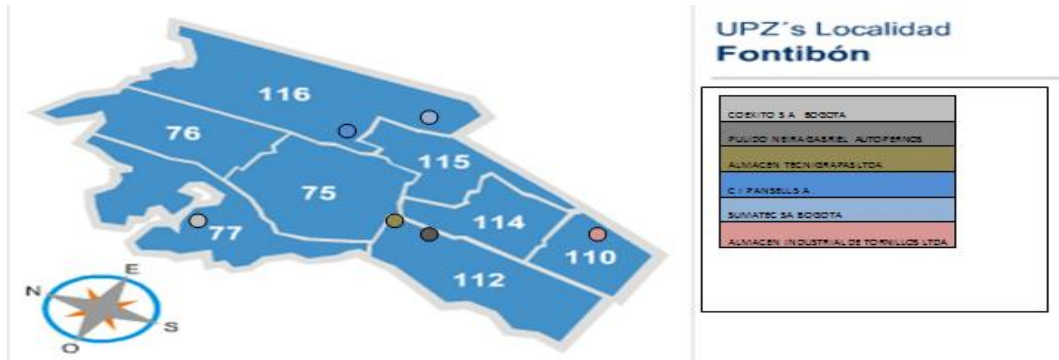 UPZ´s Localidad
Fontibón
116
76
115
75
114
77
110
112
N
E
S
O
COEXITO S A BOGOTA
PULIDO NEIRA GABRIEL AUTOPERNOS
ALMACEN TECNIGRAPAS LTDA
C I PANSELL S A
SUMATEC SA BOGOTA
ALMACEN INDUSTRIAL DE TORNILLOS LTDA